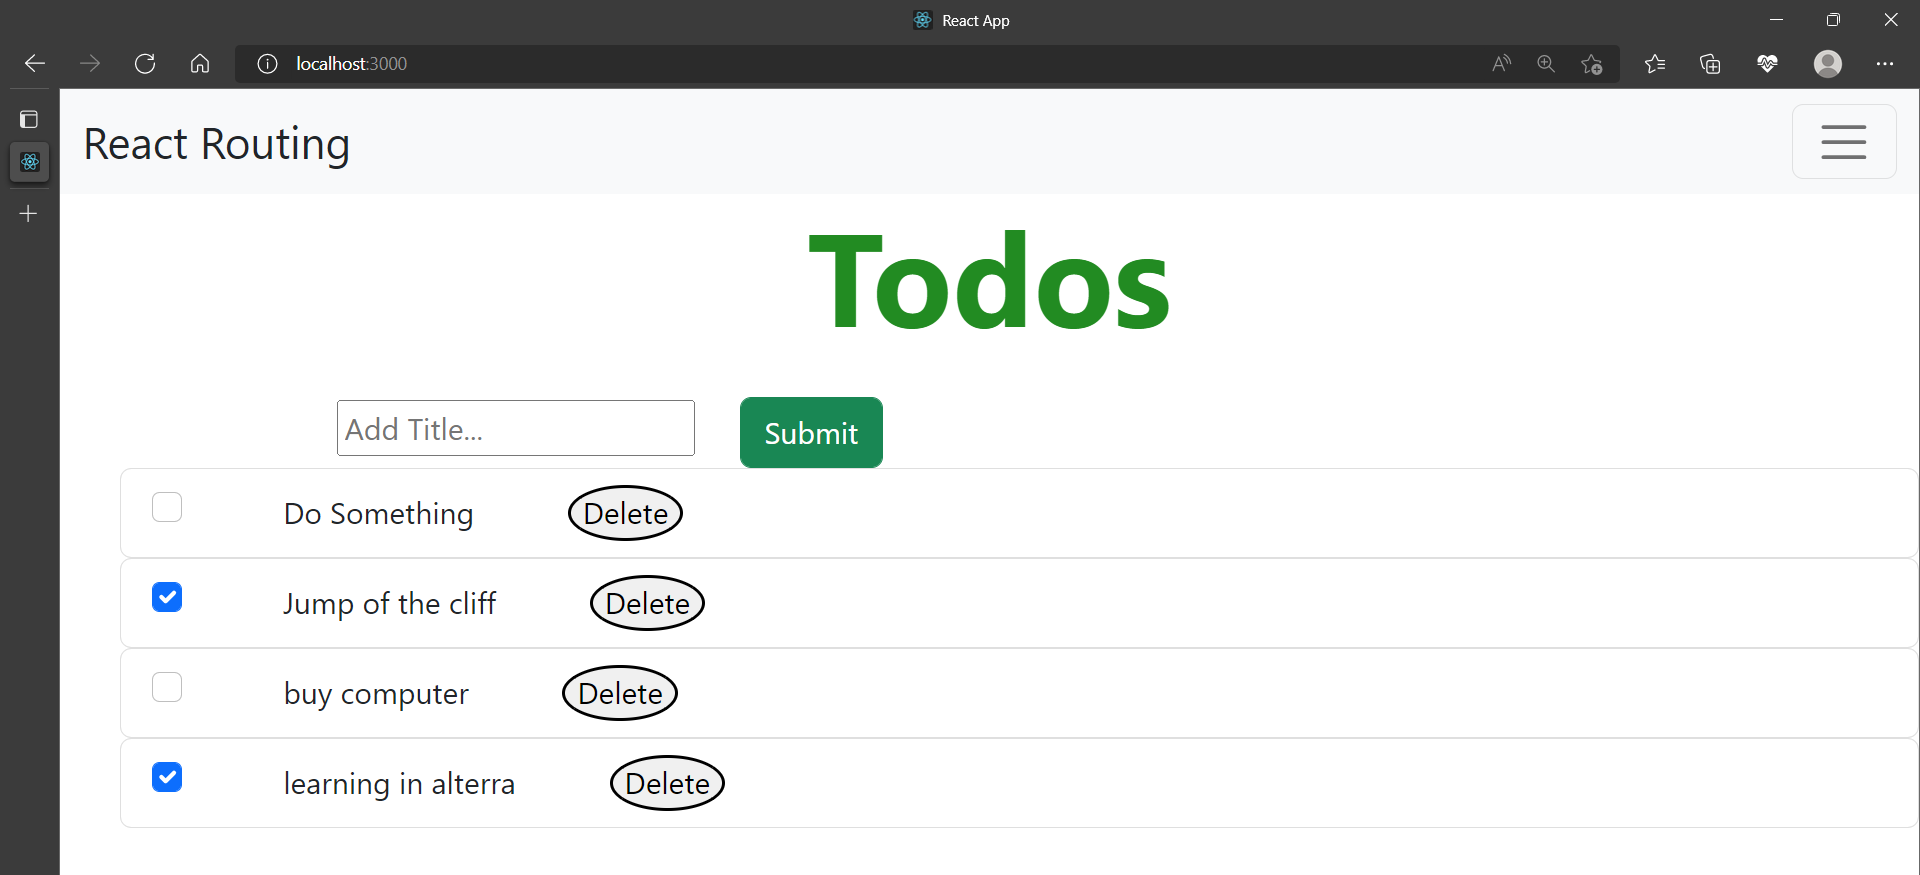 React App
localhost:3000
React Routing
Todos
Add Title...
Submit
Do Something Delete
Jump of the cliff Delete
buy computer Delete
learning in alterra Delete